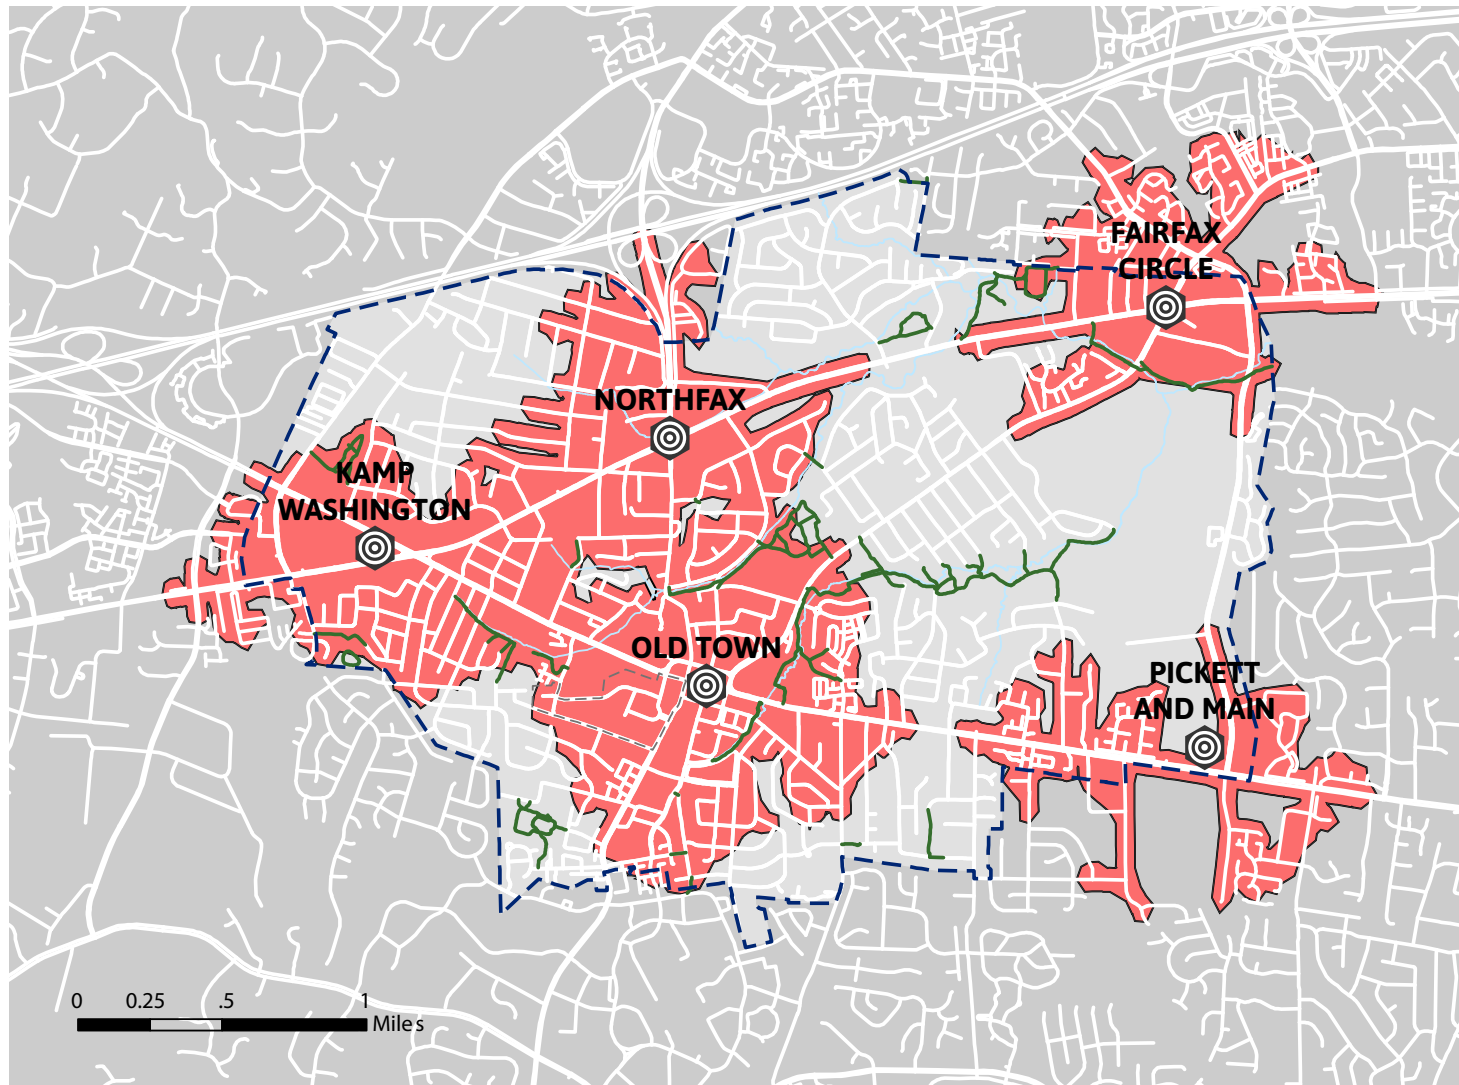 FAIRFAX
CIRCLE
NORTHFAX
KAMP
WASHINGTON
OLD TOWN
PICKETT
AND MAIN
0 0.25 .5 1
Miles